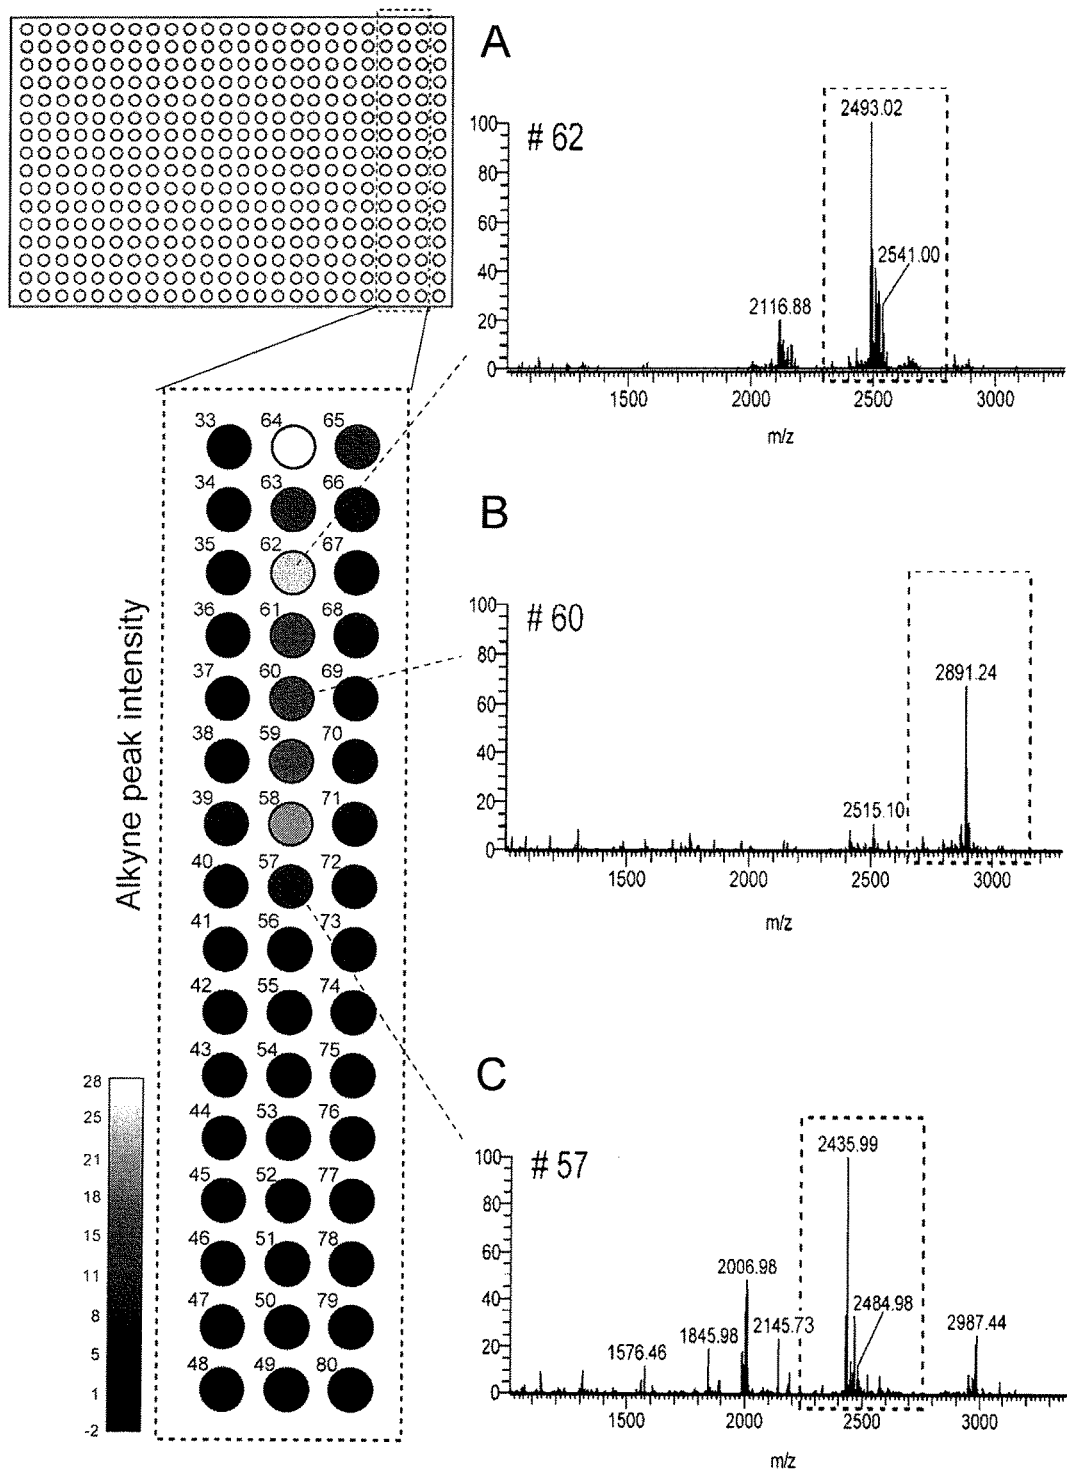 A
# 62
2493.02
2541.00
2116.88
100
80
60
40
20
0
1500 2000 2500 3000
m/z
B
# 60
2891.24
2515.10
100
80
60
40
20
0
1500 2000 2500 3000
m/z
C
# 57
2435.99
2006.98
2484.98
1845.98
2145.73
2987.44
1576.46
100
80
60
40
20
0
1500 2000 2500 3000
m/z
Alkyne peak intensity
33 64 65
34 63 66
35 62 67
36 61 68
37 60 69
38 59 70
39 58 71
40 57 72
41 56 73
42 55 74
43 54 75
44 53 76
45 52 77
46 51 78
47 50 79
48 49 80
28
25
21
18
15
11
8
5
1
-2